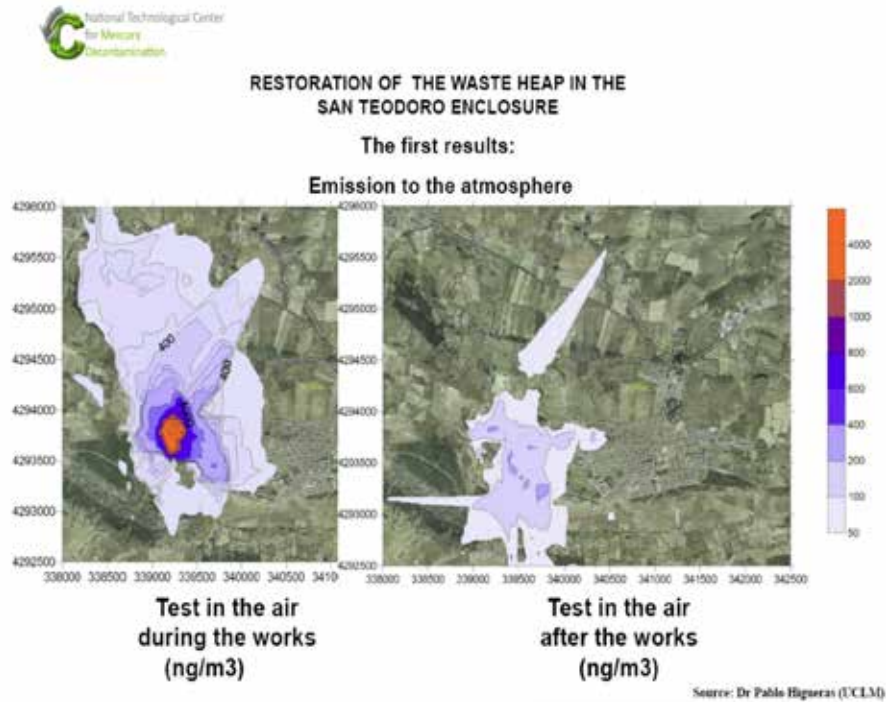 National Technological Center
for Mercury
Decontamination
RESTORATION OF THE WASTE HEAP IN THE
SAN TEODORO ENCLOSURE
The first results:
Emission to the atmosphere
4296000
4295500
4295000
4294500
4294000
4293500
4293000
4292500
338000 338500 339000 339500 340000 340500 3410
400
400
4296000
4295500
4295000
4294500
4294000
4293500
4293000
4292500
338000 338500 339000 339500 340000 340500 341000 341500 342000 342500
4000
2000
1000
800
600
400
200
100
50
Test in the air
during the works
(ng/m3)
Test in the air
after the works
(ng/m3)
Source: Dr Pablo Higueras (UCLM)